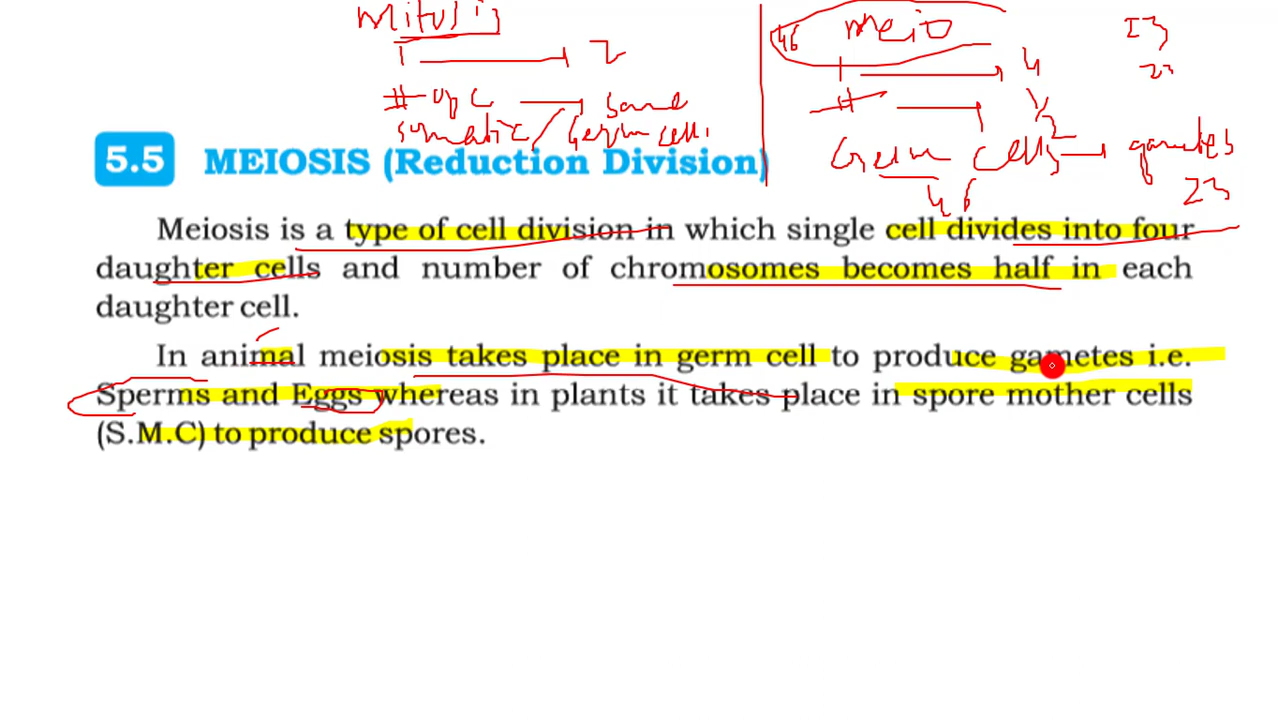 Mitosis
46 meio 23
1 → 2
1 → 4 23
# of c → same
somatic / Germ cell.
Germ cells → gametes
46 23
5.5 MEIOSIS (Reduction Division)
Meiosis is a type of cell division in which single cell divides into four
daughter cells and number of chromosomes becomes half in each
daughter cell.
In animal meiosis takes place in germ cell to produce gametes i.e.
Sperms and Eggs whereas in plants it takes place in spore mother cells
(S.M.C) to produce spores.